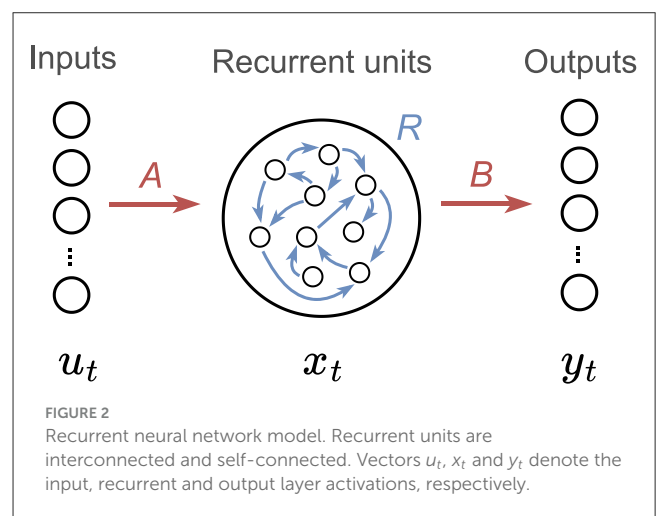 Inputs Recurrent units Outputs
R
A B
u_t x_t y_t
FIGURE 2
Recurrent neural network model. Recurrent units are
interconnected and self-connected. Vectors u_t, x_t and y_t denote the
input, recurrent and output layer activations, respectively.